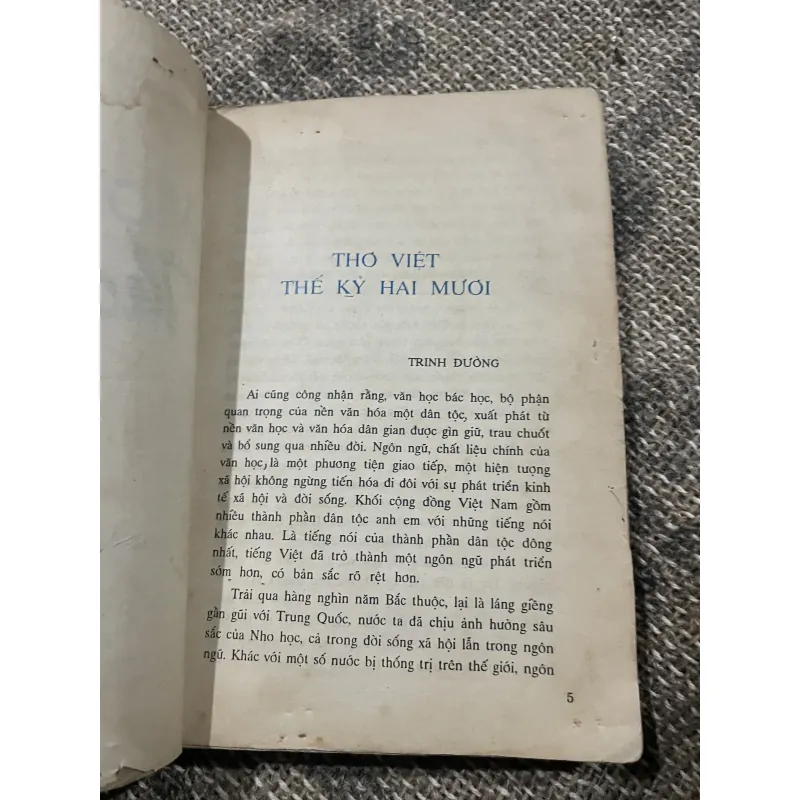 THƠ VIỆT
THẾ KỶ HAI MƯƠI
TRINH ĐƯỜNG
Ai cũng công nhận rằng, văn học bác học, bộ phận
quan trọng của nền văn hóa một dân tộc, xuất phát từ
nền văn học và văn hóa dân gian được gìn giữ, trau chuốt
và bổ sung qua nhiều đời. Ngôn ngữ, chất liệu chính của
văn học, là một phương tiện giao tiếp, một hiện tượng
xã hội không ngừng tiến hóa đi đôi với sự phát triển kinh
tế xã hội và đời sống. Khối cộng đồng Việt Nam gồm
nhiều thành phần dân tộc anh em với những tiếng nói
khác nhau. Là tiếng nói của thành phần dân tộc đông
nhất, tiếng Việt đã trở thành một ngôn ngữ phát triển
sớm hơn, có bản sắc rõ rệt hơn.
Trải qua hàng nghìn năm Bắc thuộc, lại là láng giềng
gần gũi với Trung Quốc, nước ta đã chịu ảnh hưởng sâu
sắc của Nho học, cả trong đời sống xã hội lẫn trong ngôn
ngữ. Khác với một số nước bị thống trị trên thế giới, ngôn
5